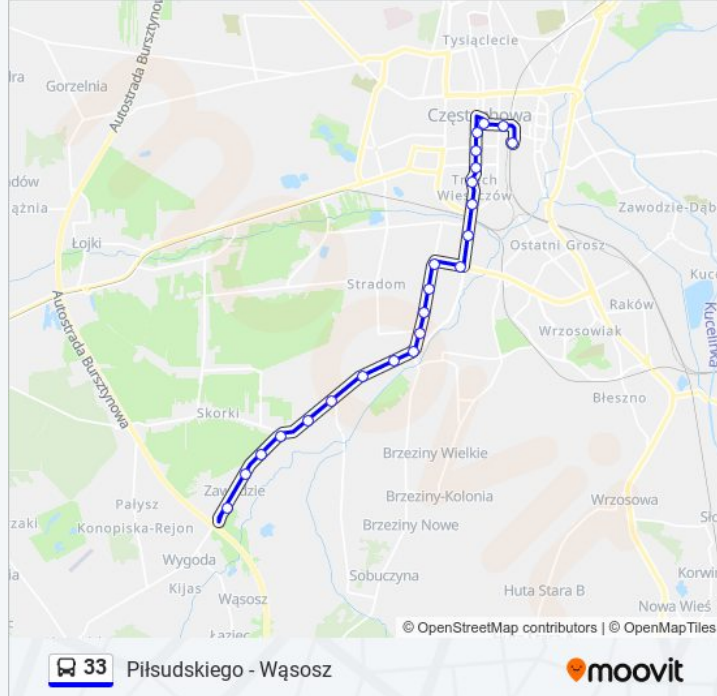 Tysiąclecie
Gorzelnia
Autostrada Bursztynowa
Częstochowa
Trzech
Wieszczów
Zawodzie-Dąb
Łojki
Ostatni Grosz
Stradom
Raków
Kucelinka
Autostrada Bursztynowa
Wrzosowiak
Błeszno
Skorki
Brzeziny Wielkie
Zawodzie
Brzeziny-Kolonia
Wrzosowa
Pałysz
Konopiska-Rejon
Brzeziny Nowe
Wygoda
Sobuczyna
Korwin
Kijas
Wąsosz
Huta Stara B
Nowa Wieś
Łaziec
© OpenStreetMap contributors | © OpenMapTiles
33 Piłsudskiego - Wąsosz
moovit